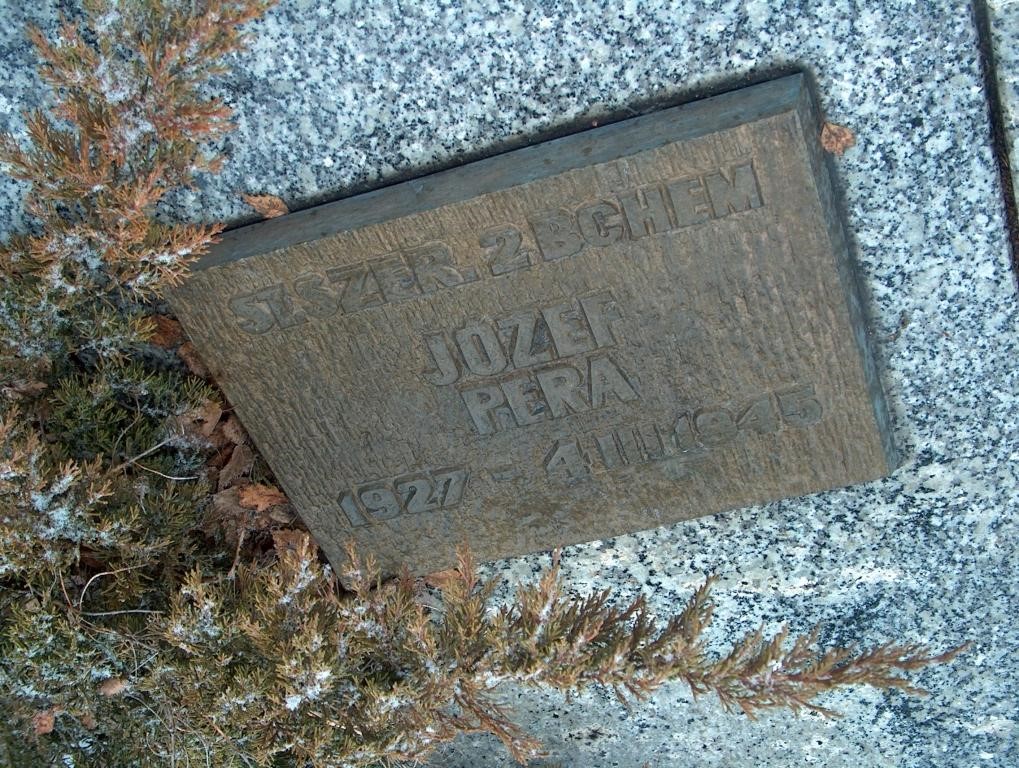 ST.SZER. 2 BCHEM
JÓZEF
PERA
1927 - 4 III 1945